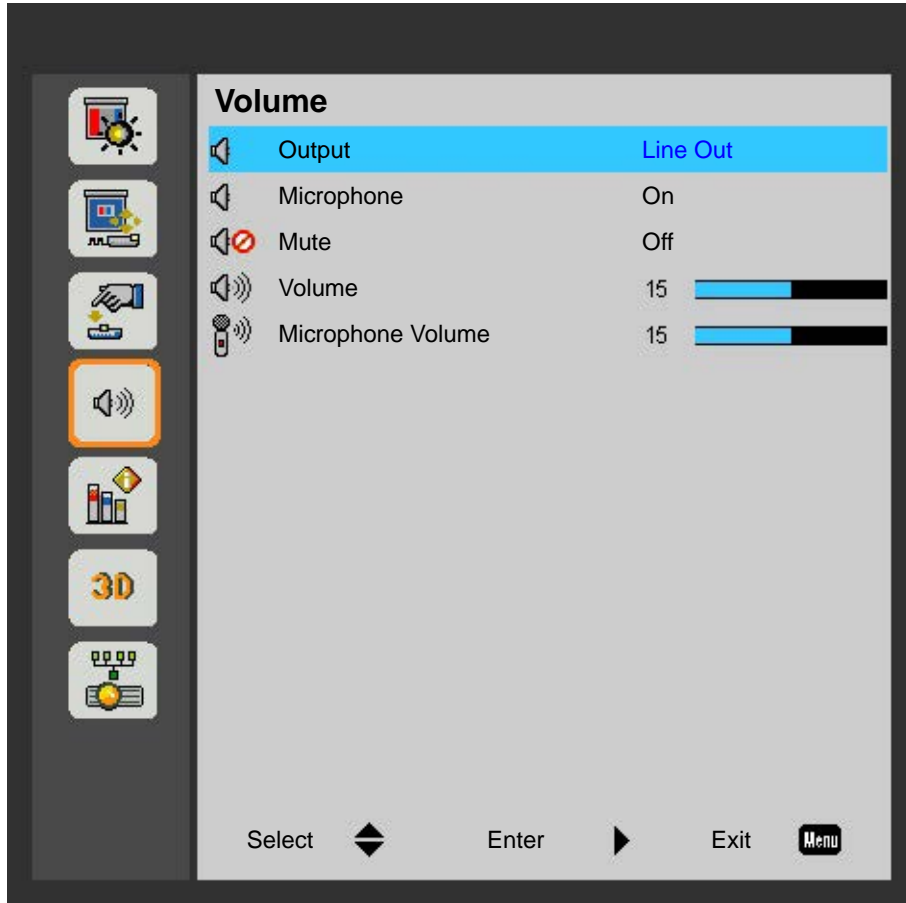 Volume
Output Line Out
Microphone On
Mute Off
Volume 15
Microphone Volume 15
3D
Select Enter Exit Menu